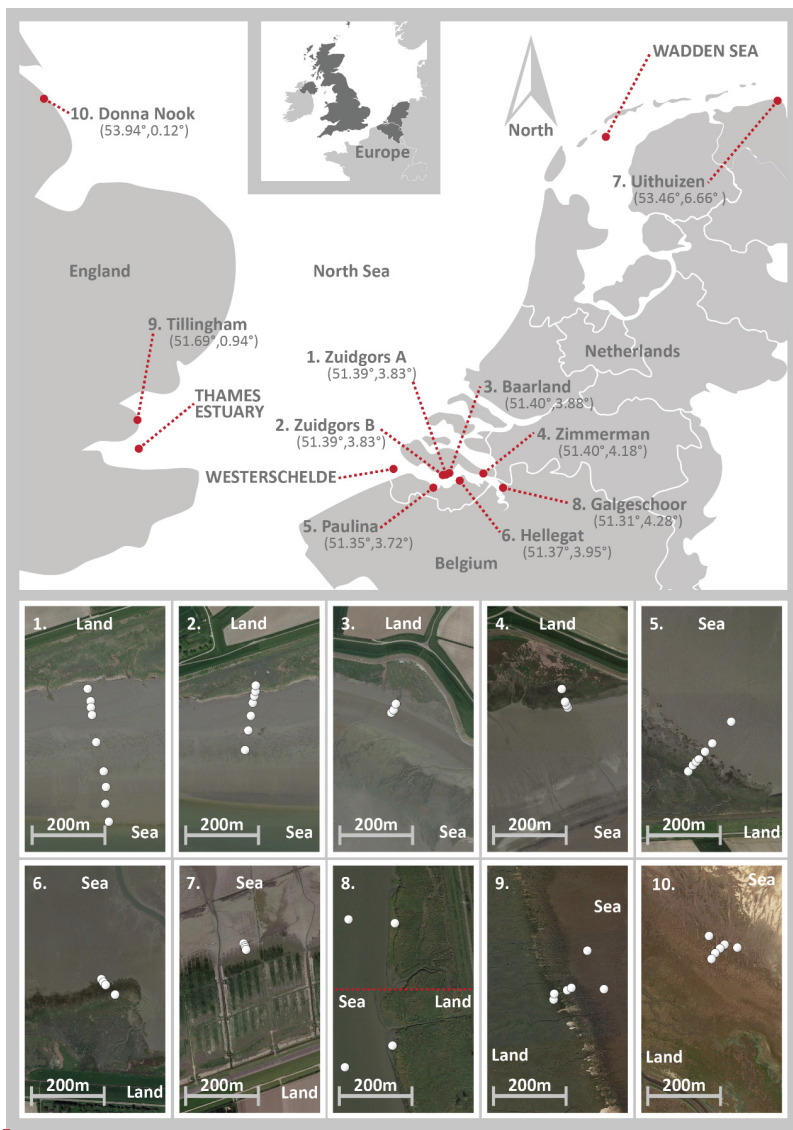 WADDEN SEA
10. Donna Nook
(53.94°,0.12°)
North
Europe
7. Uithuizen
(53.46°,6.66° )
England
North Sea
9. Tillingham
(51.69°,0.94°)
1. Zuidgors A
(51.39°,3.83°)
Netherlands
3. Baarland
(51.40°,3.88°)
THAMES
ESTUARY
2. Zuidgors B
(51.39°,3.83°)
4. Zimmerman
(51.40°,4.18°)
WESTERSCHELDE
8. Galgeschoor
(51.31°,4.28°)
5. Paulina
(51.35°,3.72°)
6. Hellegat
(51.37°,3.95°)
Belgium
1. Land
200m
Sea
2. Land
200m
Sea
3. Land
200m
Sea
4. Land
200m
Sea
5. Sea
200m
Land
6. Sea
200m
Land
7. Sea
200m
Land
8.
Sea Land
200m
9.
Sea
Land
200m
10. Sea
Land
200m